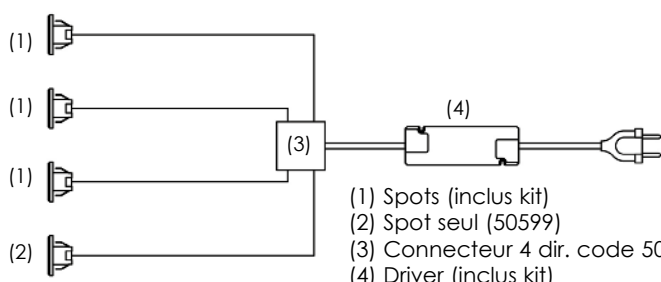 (1)
(1)
(4)
(3)
(1)
(2)
(1) Spots (inclus kit)
(2) Spot seul (50599)
(3) Connecteur 4 dir. code 50
(4) Driver (inclus kit)